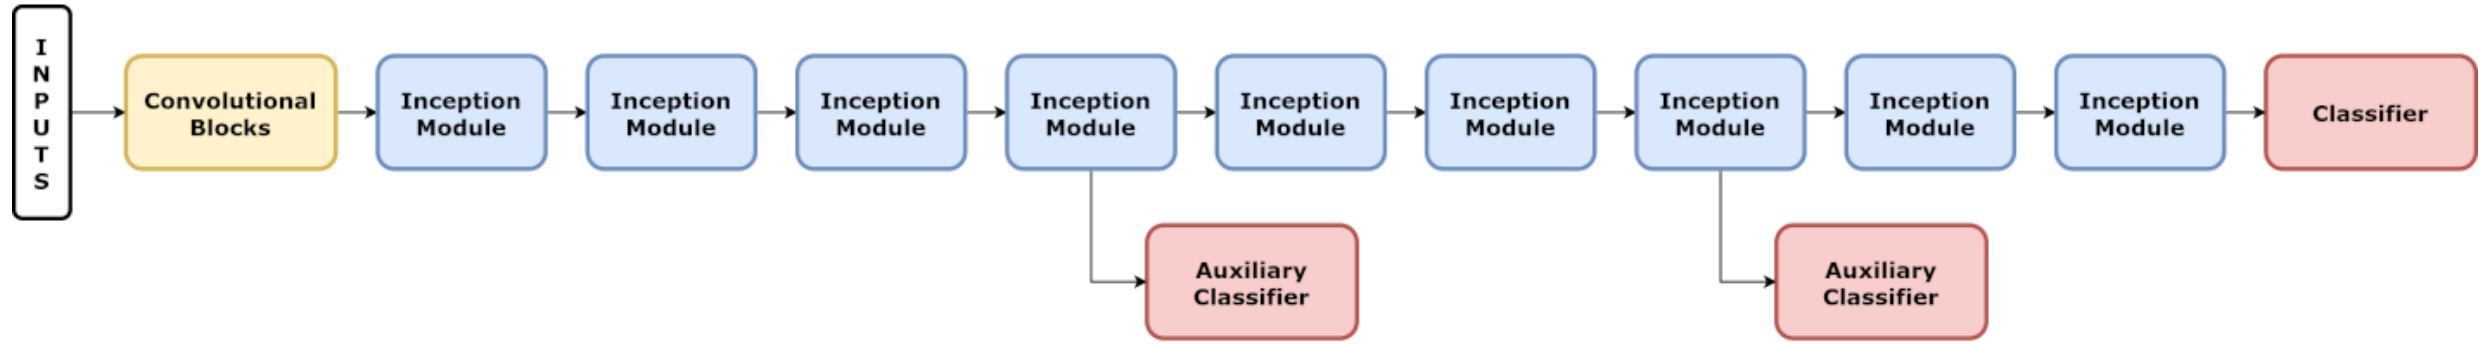 INPUTS
Convolutional
Blocks
Inception
Module
Inception
Module
Inception
Module
Inception
Module
Inception
Module
Inception
Module
Inception
Module
Inception
Module
Inception
Module
Classifier
Auxiliary
Classifier
Auxiliary
Classifier